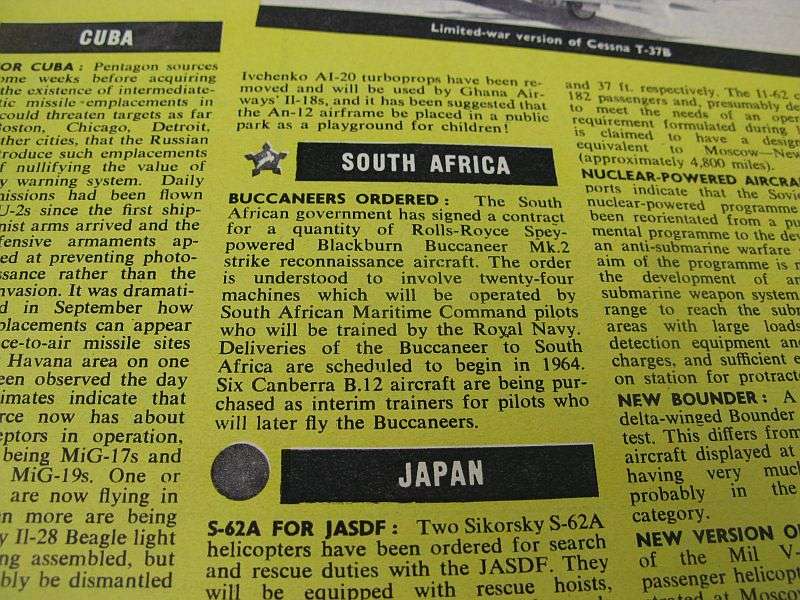 Limited-war version of Cessna T-37B
CUBA
OR CUBA: Pentagon sources
ome weeks before acquiring
the existence of intermediate-
tic missile emplacements in
could threaten targets as far
Boston, Chicago, Detroit,
ther cities, that the Russian
troduce such emplacements
f nullifying the value of
y warning system. Daily
missions had been flown
U-2s since the first ship-
nist arms arrived and the
fensive armaments ap-
ed at preventing photo-
ssance rather than the
nvasion. It was dramati-
d in September how
placements can appear
ce-to-air missile sites
Havana area on one
een observed the day
imates indicate that
rce now has about
eptors in operation,
being MiG-17s and
MiG-19s. One or
are now flying in
n more are being
y Il-28 Beagle light
ng assembled, but
bly be dismantled
Ivchenko AI-20 turboprops have been re-
moved and will be used by Ghana Air-
ways' Il-18s, and it has been suggested that
the An-12 airframe be placed in a public
park as a playground for children!
SOUTH AFRICA
BUCCANEERS ORDERED: The South
African government has signed a contract
for a quantity of Rolls-Royce Spey-
powered Blackburn Buccaneer Mk.2
strike reconnaissance aircraft. The order
is understood to involve twenty-four
machines which will be operated by
South African Maritime Command pilots
who will be trained by the Royal Navy.
Deliveries of the Buccaneer to South
Africa are scheduled to begin in 1964.
Six Canberra B.12 aircraft are being pur-
chased as interim trainers for pilots who
will later fly the Buccaneers.
JAPAN
S-62A FOR JASDF: Two Sikorsky S-62A
helicopters have been ordered for search
and rescue duties with the JASDF. They
will be equipped with rescue hoists,
and 37 ft. respectively. The Il-62 c
182 passengers and, presumably de
to meet the needs of an oper
requirement formulated during
is claimed to have a design
equivalent to Moscow—New
(approximately 4,800 miles).
NUCLEAR-POWERED AIRCRA
ports indicate that the Sovie
nuclear-powered programme
been reorientated from a pu
mental programme to the dev
an anti-submarine warfare
aim of the programme is
the development of an
submarine weapon system
range to reach the subm
areas with large loads
detection equipment and
charges, and sufficient e
on station for protracte
NEW BOUNDER: A
delta-winged Bounder
test. This differs from
aircraft displayed at
having very much
probably in the
category.
NEW VERSION O
of the Mil V-
passenger helicopt
strated at Moscow